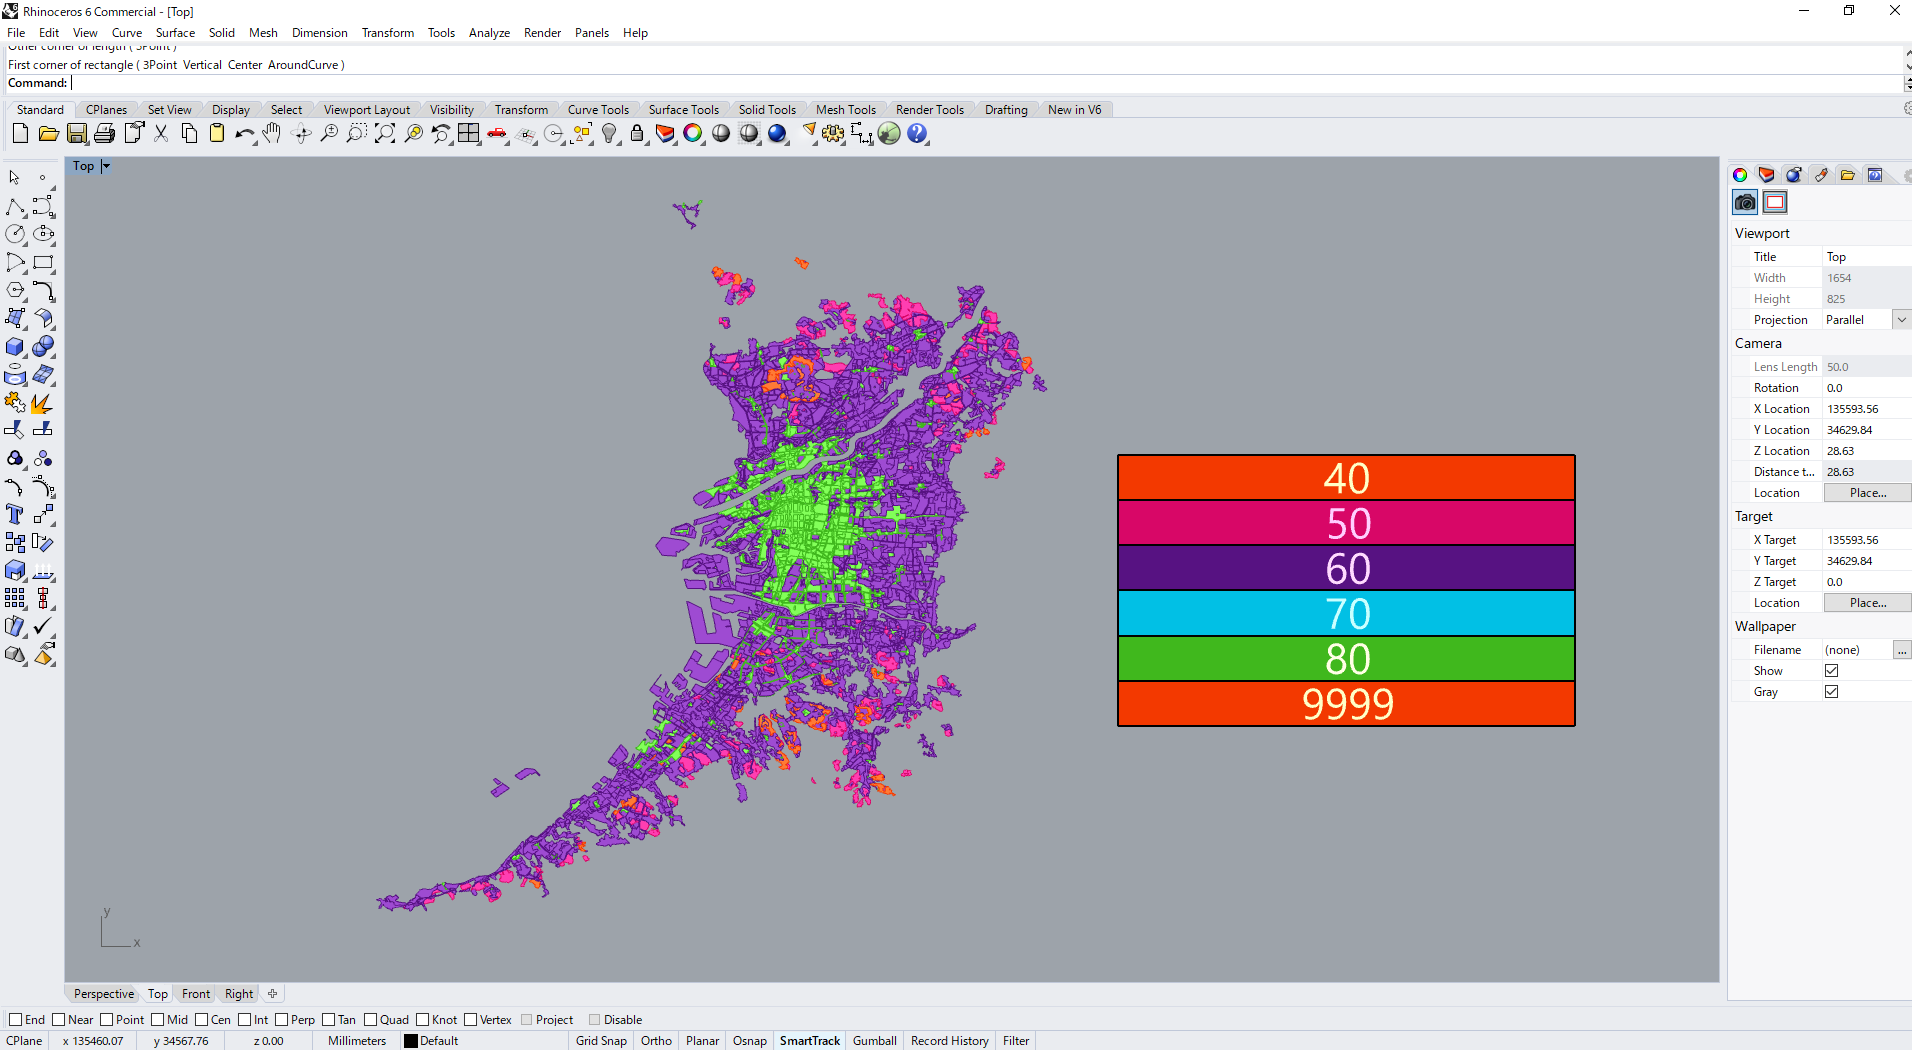 Rhinoceros 6 Commercial - [Top]
File Edit View Curve Surface Solid Mesh Dimension Transform Tools Analyze Render Panels Help
Other corner or length ( 3Point )
First corner of rectangle ( 3Point Vertical Center AroundCurve )
Command:
Standard CPlanes Set View Display Select Viewport Layout Visibility Transform Curve Tools Surface Tools Solid Tools Mesh Tools Render Tools Drafting New in V6
Top
40
50
60
70
80
9999
y
x
Viewport
Title Top
Width 1654
Height 825
Projection Parallel
Camera
Lens Length 50.0
Rotation 0.0
X Location 135593.56
Y Location 34629.84
Z Location 28.63
Distance t... 28.63
Location Place...
Target
X Target 135593.56
Y Target 34629.84
Z Target 0.0
Location Place...
Wallpaper
Filename (none) ...
Show
Gray
Perspective Top Front Right
End Near Point Mid Cen Int Perp Tan Quad Knot Vertex Project Disable
CPlane x 135460.07 y 34567.76 z 0.00 Millimeters Default Grid Snap Ortho Planar Osnap SmartTrack Gumball Record History Filter